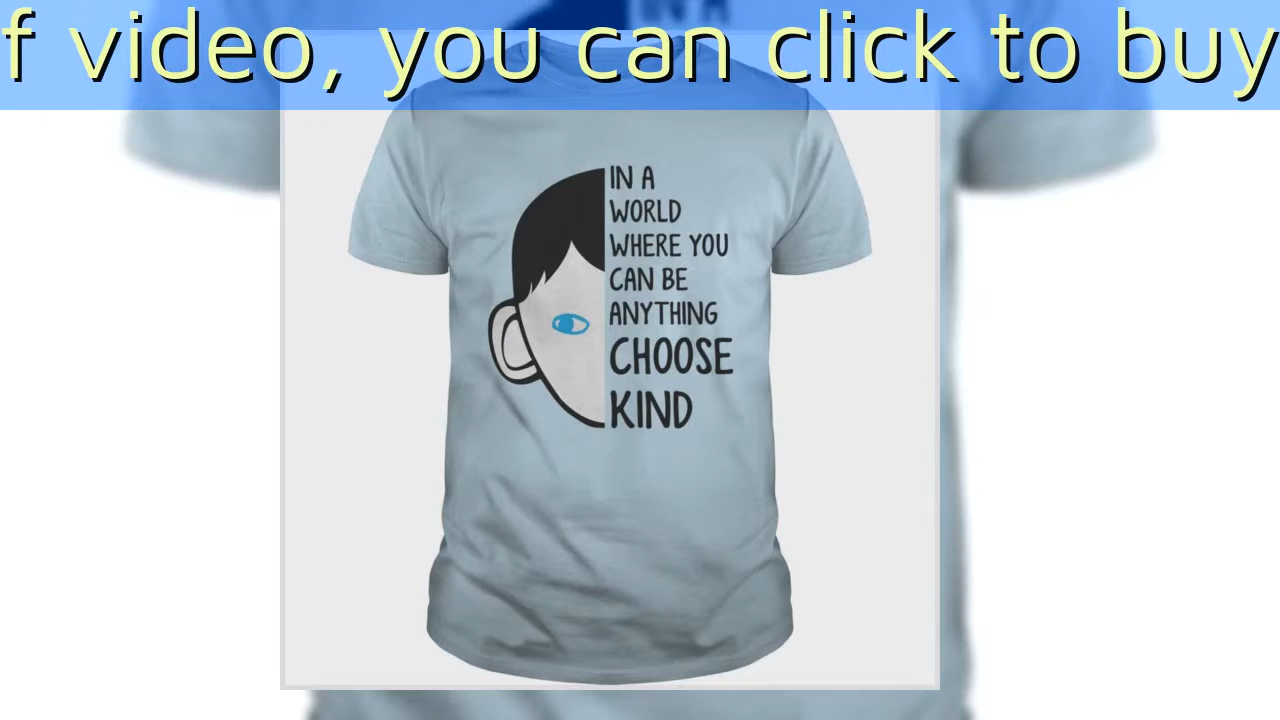 f video, you can click to buy
IN A
WORLD
WHERE YOU
CAN BE
ANYTHING
CHOOSE
KIND